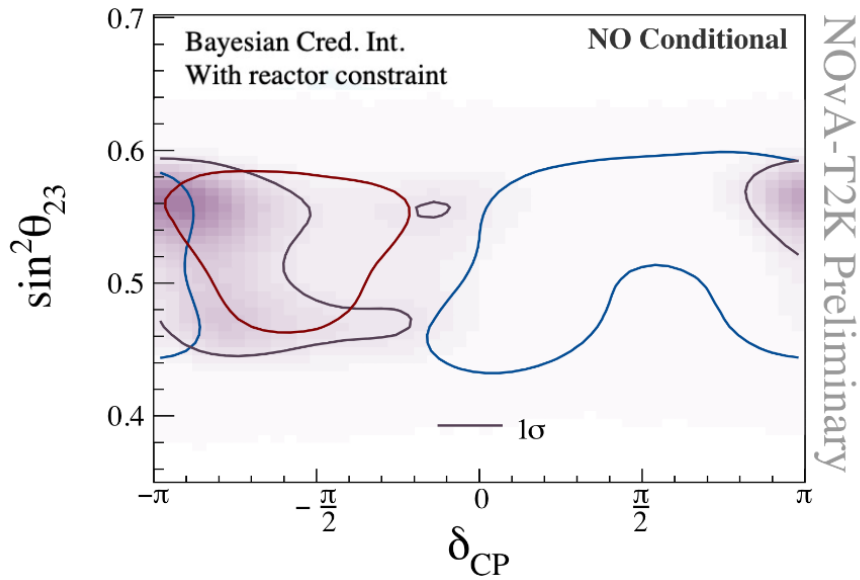 0.7
Bayesian Cred. Int.
With reactor constraint
NO Conditional
0.6
0.5
0.4
sin²θ₂₃
1σ
−π
−π/2
0
π/2
π
δCP
NOvA-T2K Preliminary